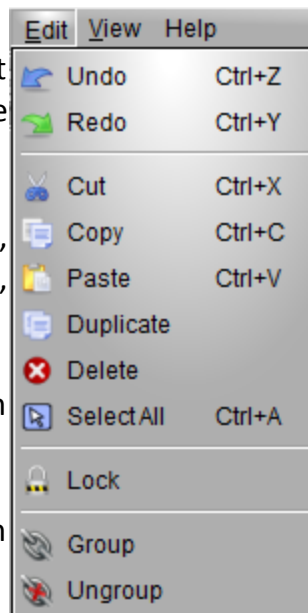 Edit View Help
t
Undo Ctrl+Z
e
Redo Ctrl+Y
Cut Ctrl+X
,
Copy Ctrl+C
,
Paste Ctrl+V
Duplicate
Delete
n
Select All Ctrl+A
Lock
n
Group
Ungroup